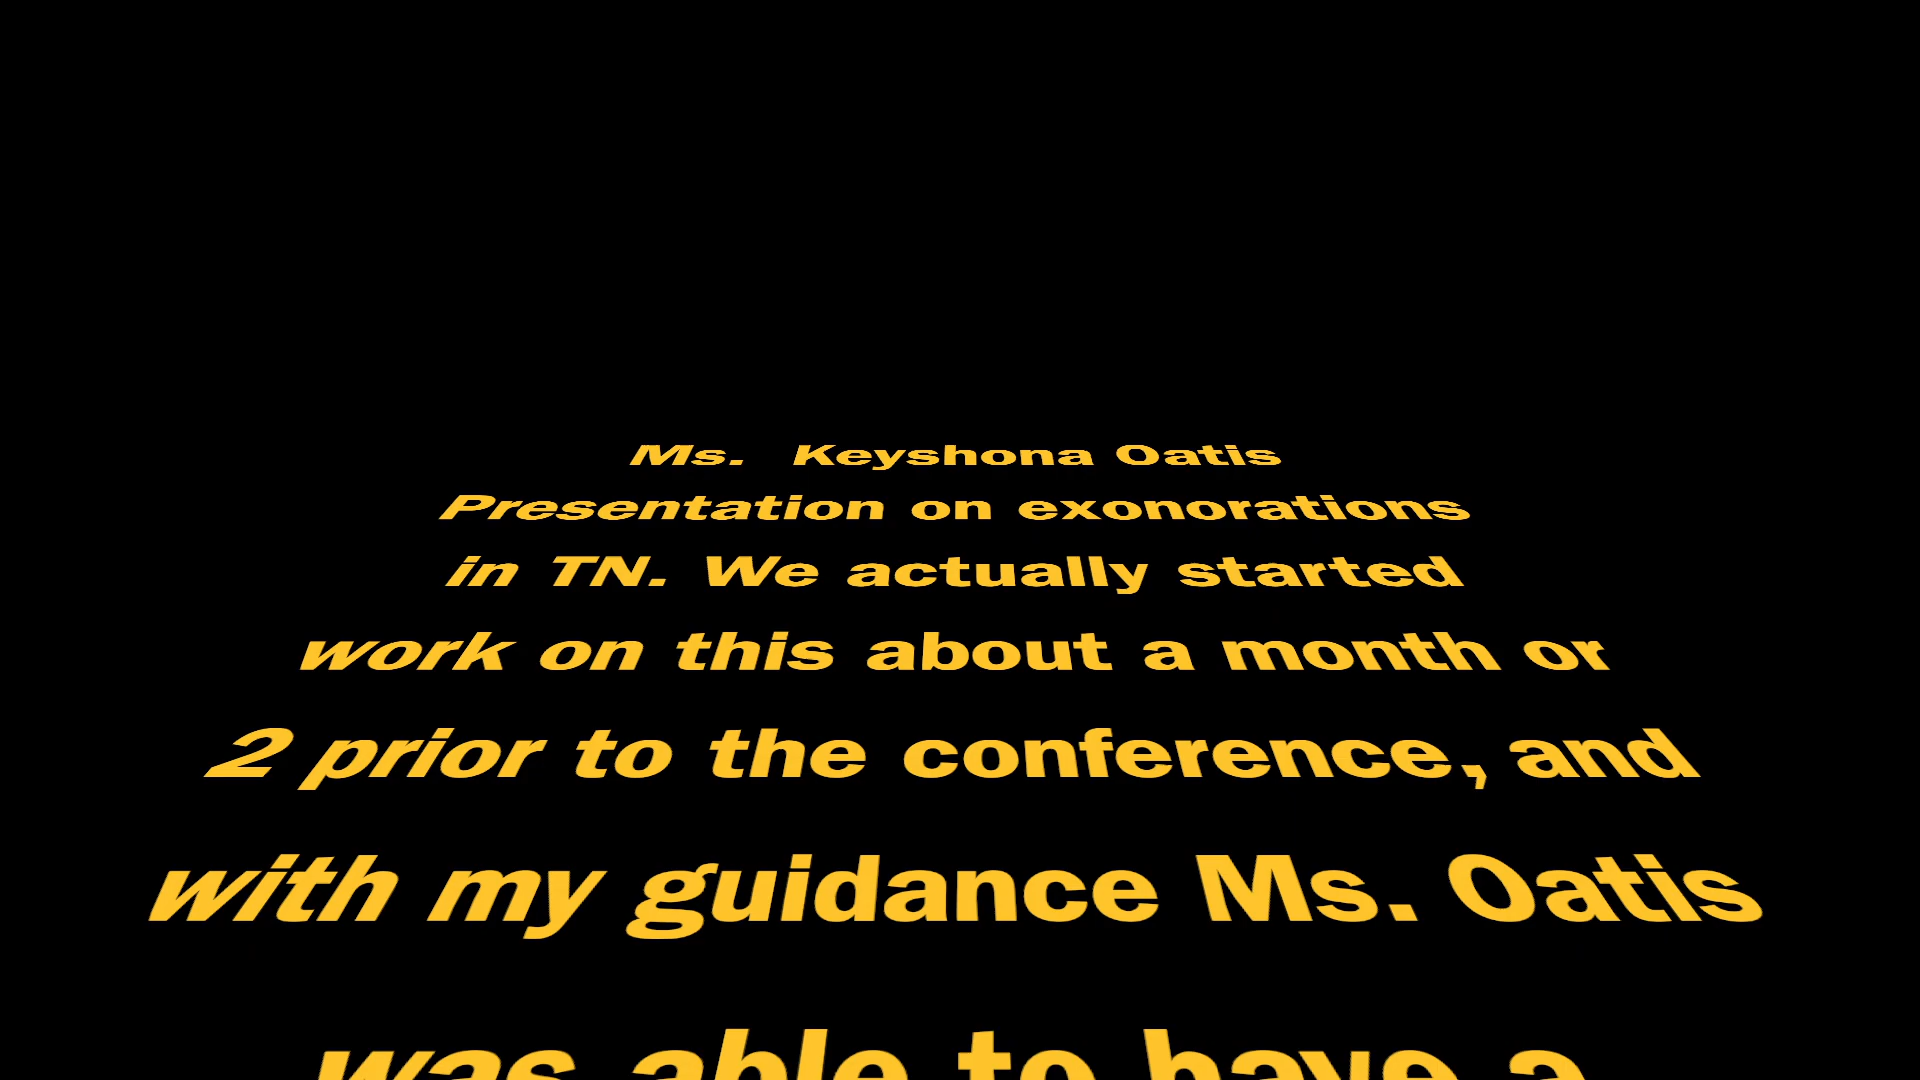 Ms.  Keyshona Oatis
Presentation on exonorations
in TN. We actually started
work on this about a month or
2 prior to the conference, and
with my guidance Ms. Oatis
was able to have a